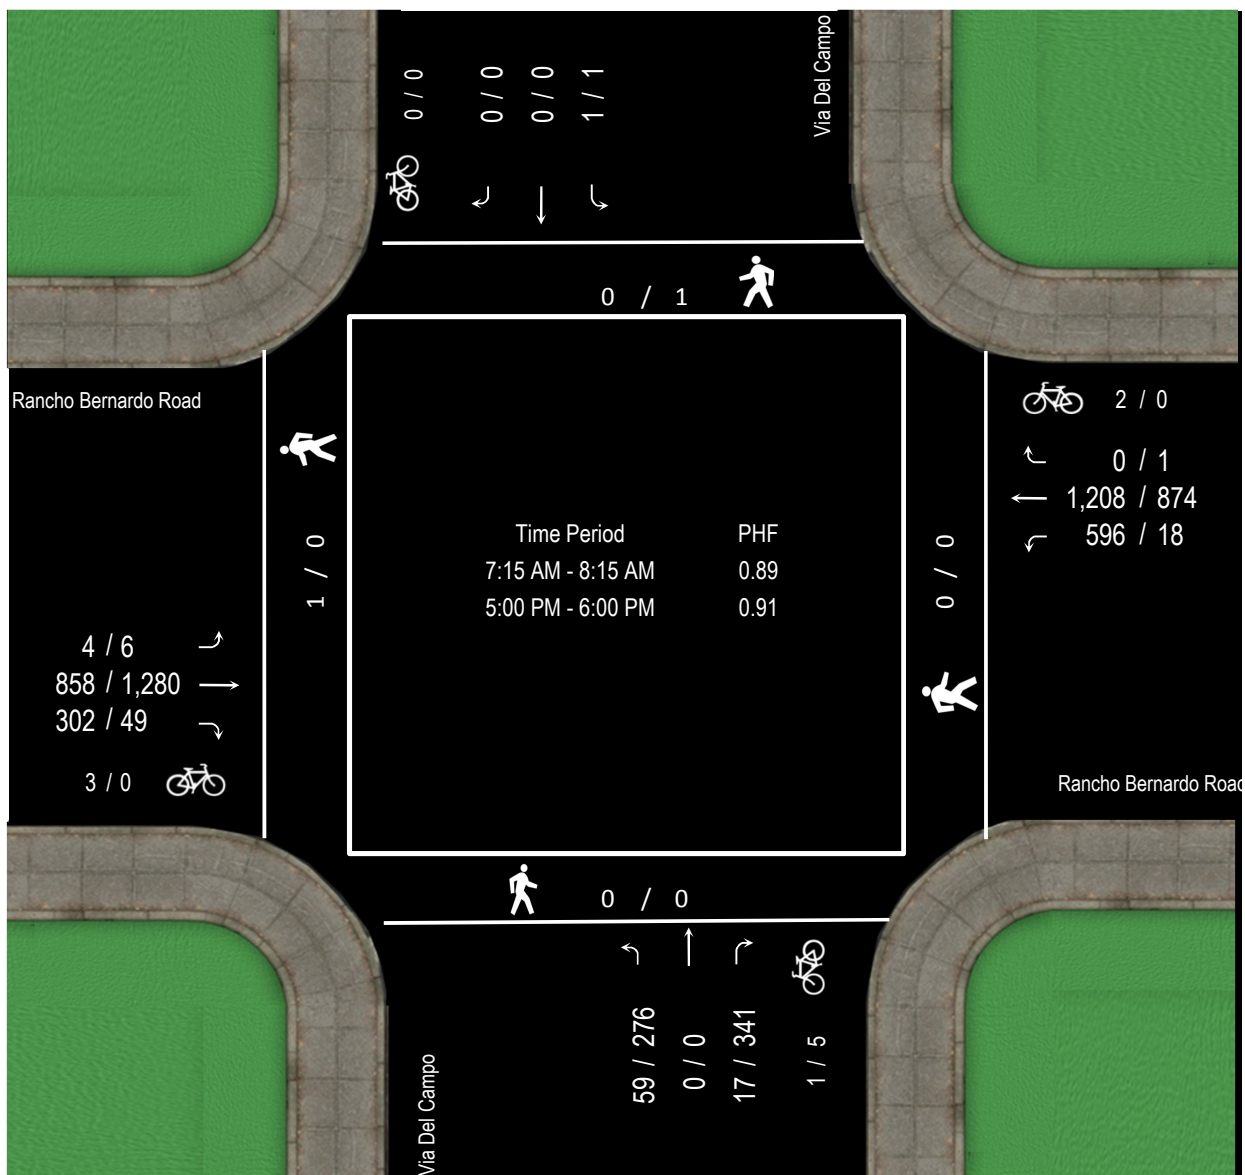 Via Del Campo
0 / 0
0 / 0
0 / 0
1 / 1
0 / 1
Rancho Bernardo Road
2 / 0
0 / 1
1,208 / 874
596 / 18
1 / 0
Time Period PHF
7:15 AM - 8:15 AM 0.89
5:00 PM - 6:00 PM 0.91
0 / 0
4 / 6
858 / 1,280
302 / 49
3 / 0
Rancho Bernardo Road
0 / 0
59 / 276
0 / 0
17 / 341
1 / 5
Via Del Campo